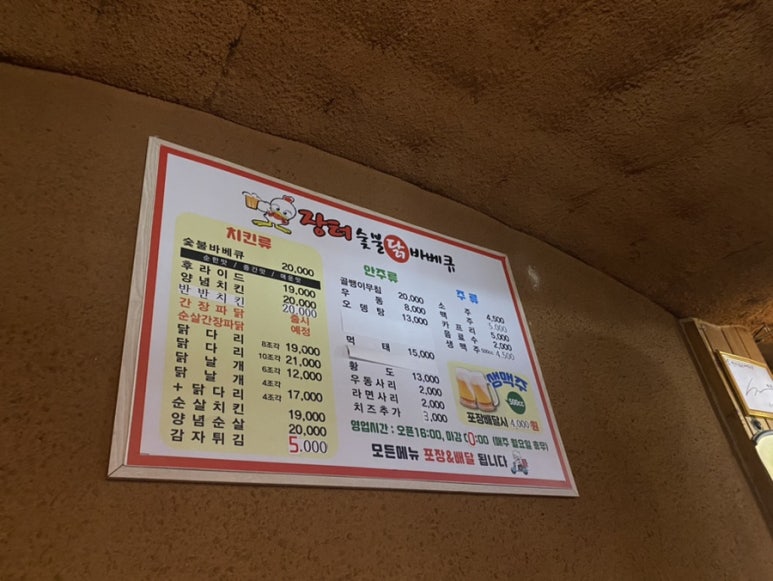 장터 숯불 닭 바베큐
치킨류
숯불바베큐 20,000
순한맛 / 중간맛 / 매운맛
후라이드 19,000
양념치킨 20,000
반반치킨 20,000
간장파닭 출시
순살간장파닭 예정
닭다리 8조각 19,000
닭다리 10조각 21,000
닭날개 6조각 12,000
닭날개 4조각
+닭다리 4조각 17,000
순살치킨 19,000
양념순살 20,000
감자튀김 5,000
안주류
골뱅이무침 20,000
우동 8,000
오뎅탕 13,000
먹태 15,000
황도 13,000
우동사리 2,000
라면사리 2,000
치즈추가 3,000
주류
소주 4,500
맥주 5,000
카프리 5,000
음료수 2,000
생맥주 500cc 4,500
생맥주
500cc
포장배달시 4,000원
영업시간 : 오픈16:00, 마감 (매주 월요일 휴무)
모든메뉴 포장&배달 됩니다